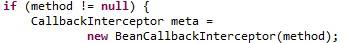 if (method != null) {
CallbackInterceptor meta =
new BeanCallbackInterceptor(method);